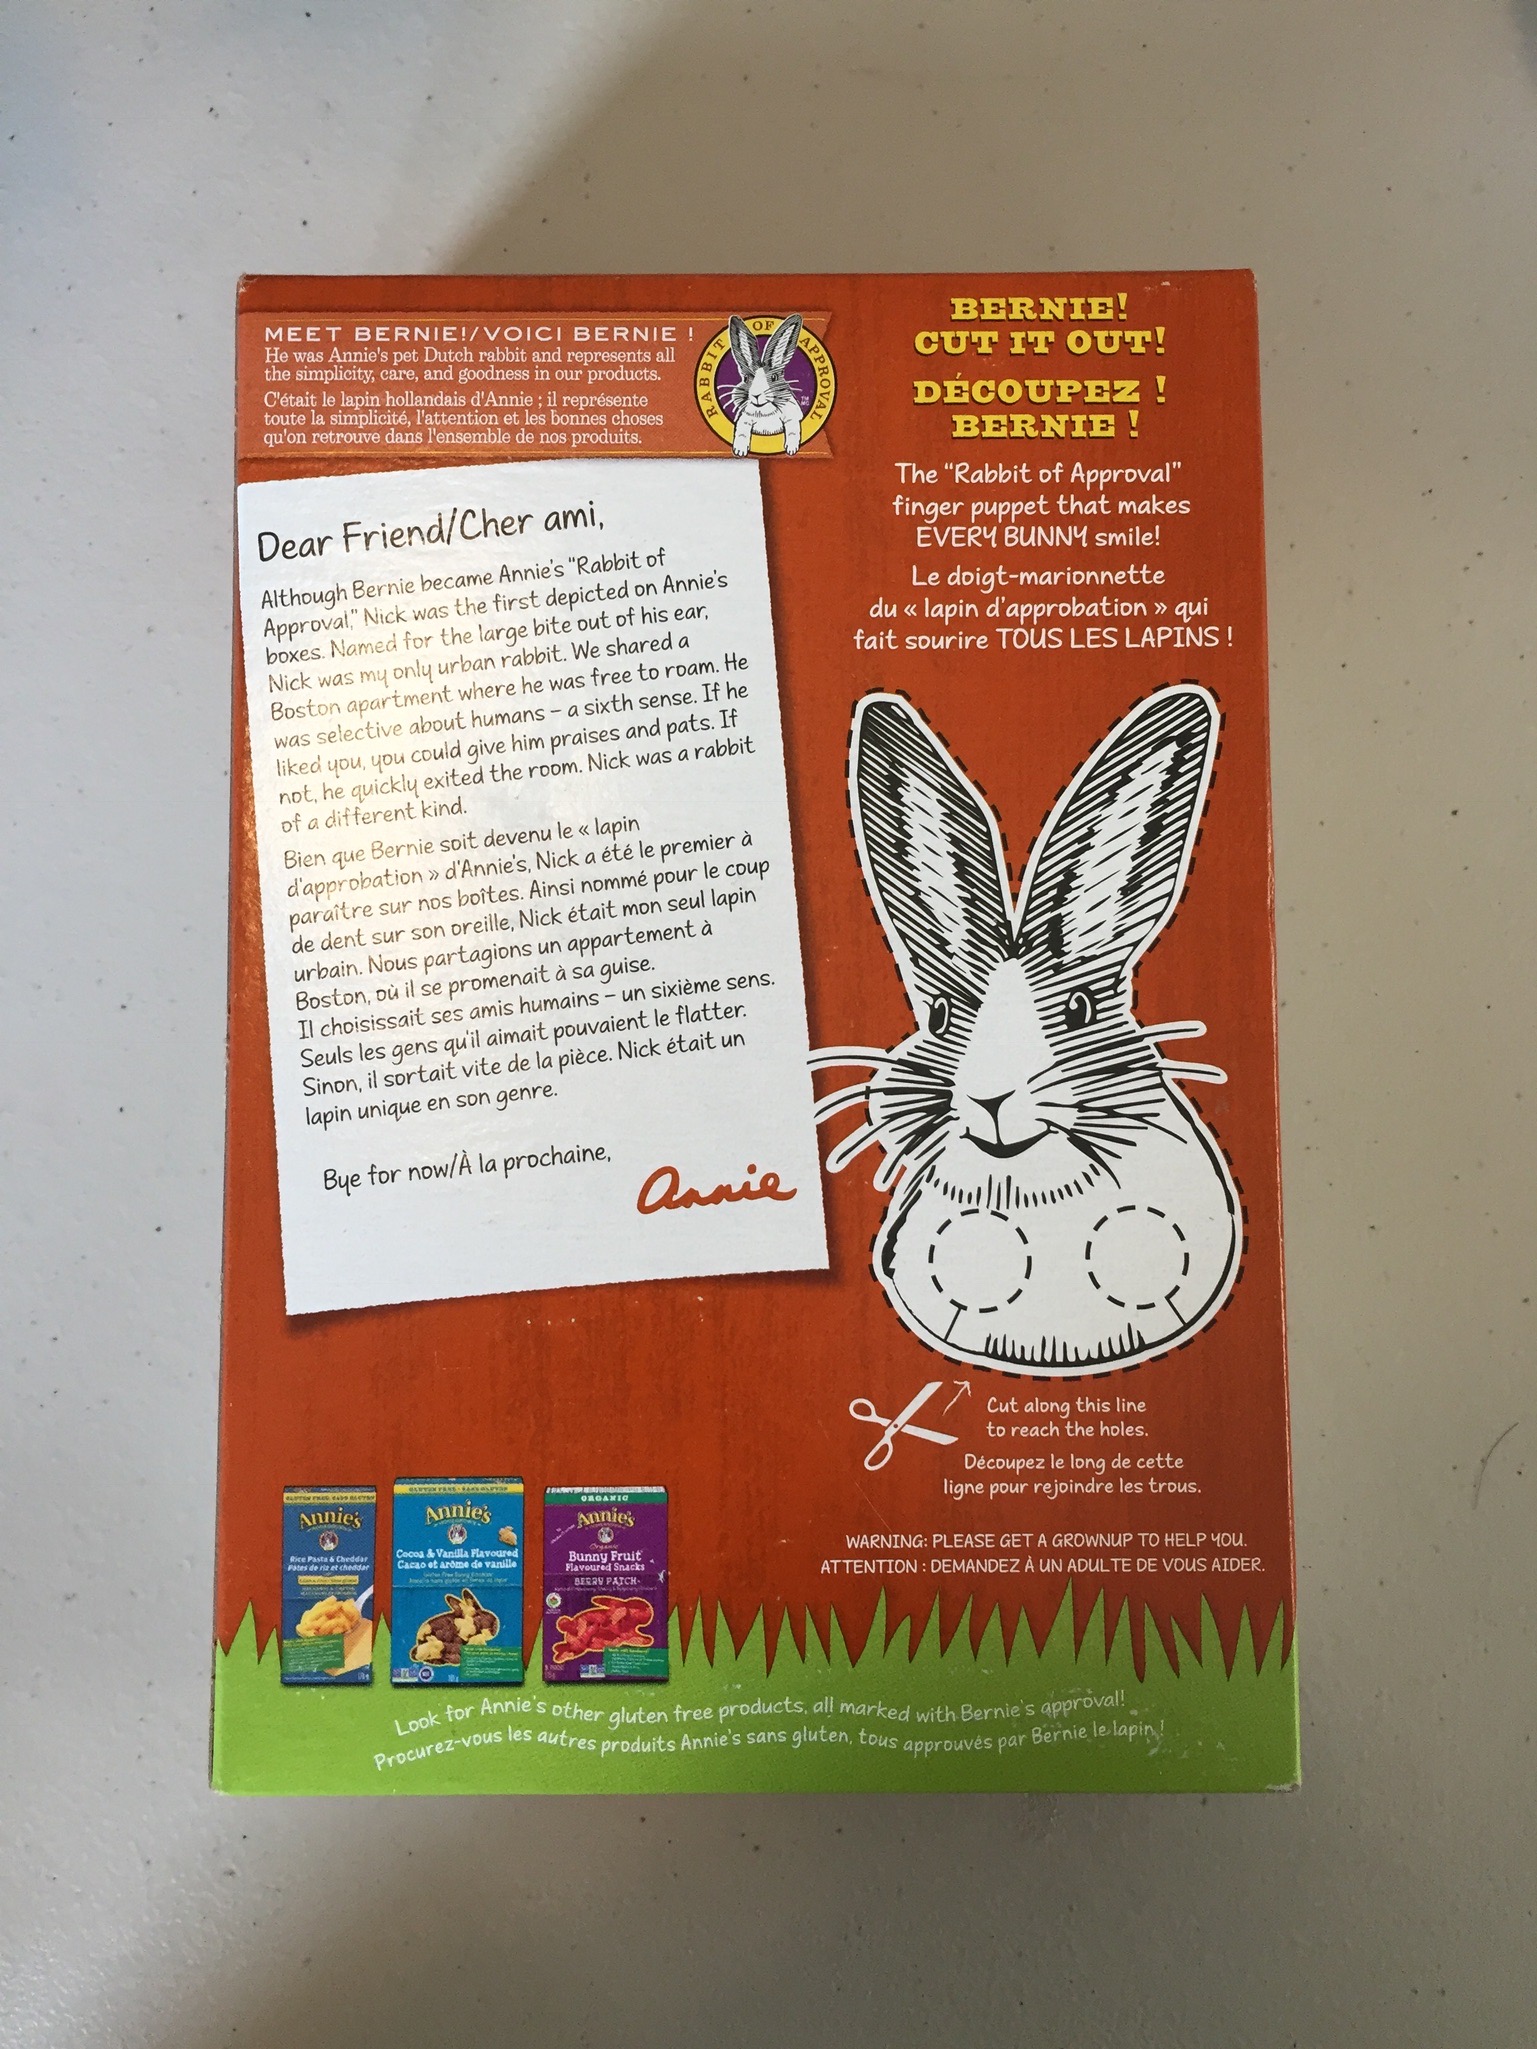 MEET BERNIE!/VOICI BERNIE !
He was Annie's pet Dutch rabbit and represents all
the simplicity, care, and goodness in our products.
C'était le lapin hollandais d'Annie ; il représente
toute la simplicité, l'attention et les bonnes choses
qu'on retrouve dans l'ensemble de nos produits.
RABBIT OF APPROVAL
Dear Friend/Cher ami,
Although Bernie became Annie's "Rabbit of
Approval," Nick was the first depicted on Annie's
boxes. Named for the large bite out of his ear,
Nick was my only urban rabbit. We shared a
Boston apartment where he was free to roam. He
was selective about humans – a sixth sense. If he
liked you, you could give him praises and pats. If
not, he quickly exited the room. Nick was a rabbit
of a different kind.
Bien que Bernie soit devenu le « lapin
d'approbation » d'Annie's, Nick a été le premier à
paraître sur nos boîtes. Ainsi nommé pour le coup
de dent sur son oreille, Nick était mon seul lapin
urbain. Nous partagions un appartement à
Boston, où il se promenait à sa guise.
Il choisissait ses amis humains – un sixième sens.
Seuls les gens qu'il aimait pouvaient le flatter.
Sinon, il sortait vite de la pièce. Nick était un
lapin unique en son genre.
Bye for now/À la prochaine,
Annie
BERNIE!
CUT IT OUT!
DÉCOUPEZ !
BERNIE !
The "Rabbit of Approval"
finger puppet that makes
EVERY BUNNY smile!
Le doigt-marionnette
du « lapin d'approbation » qui
fait sourire TOUS LES LAPINS !
Cut along this line
to reach the holes.
Découpez le long de cette
ligne pour rejoindre les trous.
WARNING: PLEASE GET A GROWNUP TO HELP YOU.
ATTENTION : DEMANDEZ À UN ADULTE DE VOUS AIDER.
GLUTEN FREE · SANS GLUTEN
Annie's
Rice Pasta & Cheddar
Pâtes de riz et cheddar
GLUTEN FREE · SANS GLUTEN
Annie's
Cocoa & Vanilla Flavoured
Cacao et arôme de vanille
ORGANIC
Annie's
Organic
Bunny Fruit
Flavoured Snacks
BERRY PATCH
Look for Annie's other gluten free products, all marked with Bernie's approval!
Procurez-vous les autres produits Annie's sans gluten, tous approuvés par Bernie le lapin !